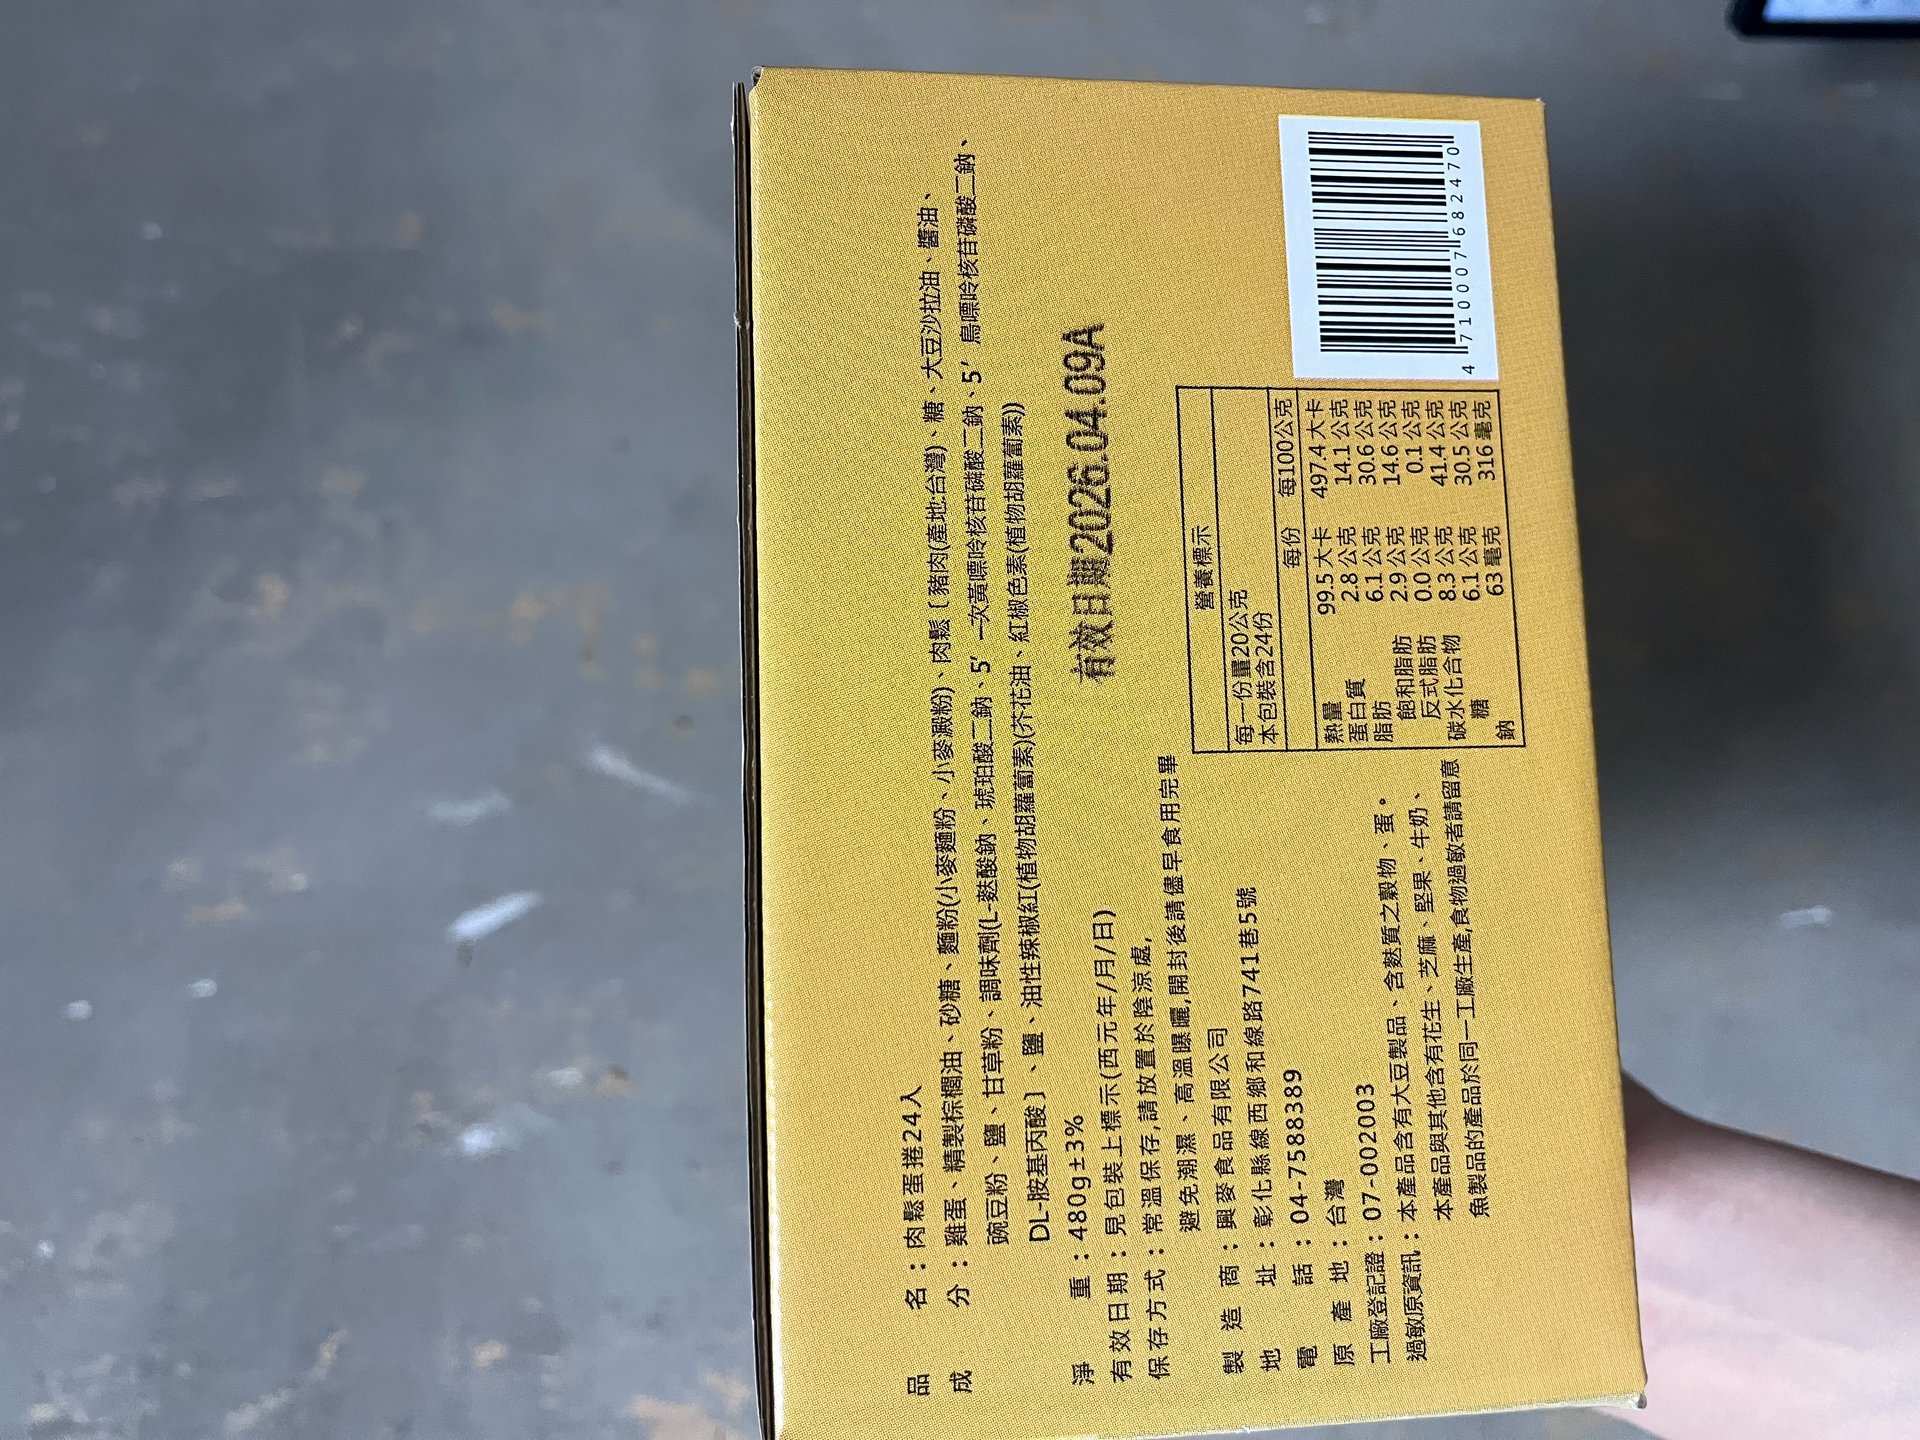 品名：肉鬆蛋捲24入
成分：雞蛋、精製棕櫚油、砂糖、麵粉(小麥麵粉、小麥澱粉)、肉鬆〔豬肉(產地:台灣)、糖、大豆沙拉油、醬油、
豌豆粉、鹽、甘草粉、調味劑(L-麩酸鈉、琥珀酸二鈉、5’-次黃嘌呤核苷磷酸二鈉、5’鳥嘌呤核苷磷酸二鈉、
DL-胺基丙酸〕、鹽、油性辣椒紅(植物胡蘿蔔素)(芥花油、紅椒色素(植物胡蘿蔔素))
淨重：480g±3%
有效日期：見包裝上標示(西元年/月/日)
保存方式：常溫保存,請放置於陰涼處,
避免潮濕、高溫曝曬,開封後請儘早食用完畢
製造商：興麥食品有限公司
地址：彰化縣線西鄉和線路741巷5號
電話：04-7588389
原產地：台灣
工廠登記證：07-002003
過敏原資訊：本產品含有大豆製品、含麩質之穀物、蛋。
本產品與其他含有花生、芝麻、堅果、牛奶、
魚製品的產品於同一工廠生產,食物過敏者請留意
有效日期2026.04.09A
營養標示
每一份量20公克
本包裝含24份
每份 每100公克
熱量 99.5大卡 497.4大卡
蛋白質 2.8公克 14.1公克
脂肪 6.1公克 30.6公克
飽和脂肪 2.9公克 14.6公克
反式脂肪 0.0公克 0.1公克
碳水化合物 8.3公克 41.4公克
糖 6.1公克 30.5公克
鈉 63毫克 316毫克
4710007682470